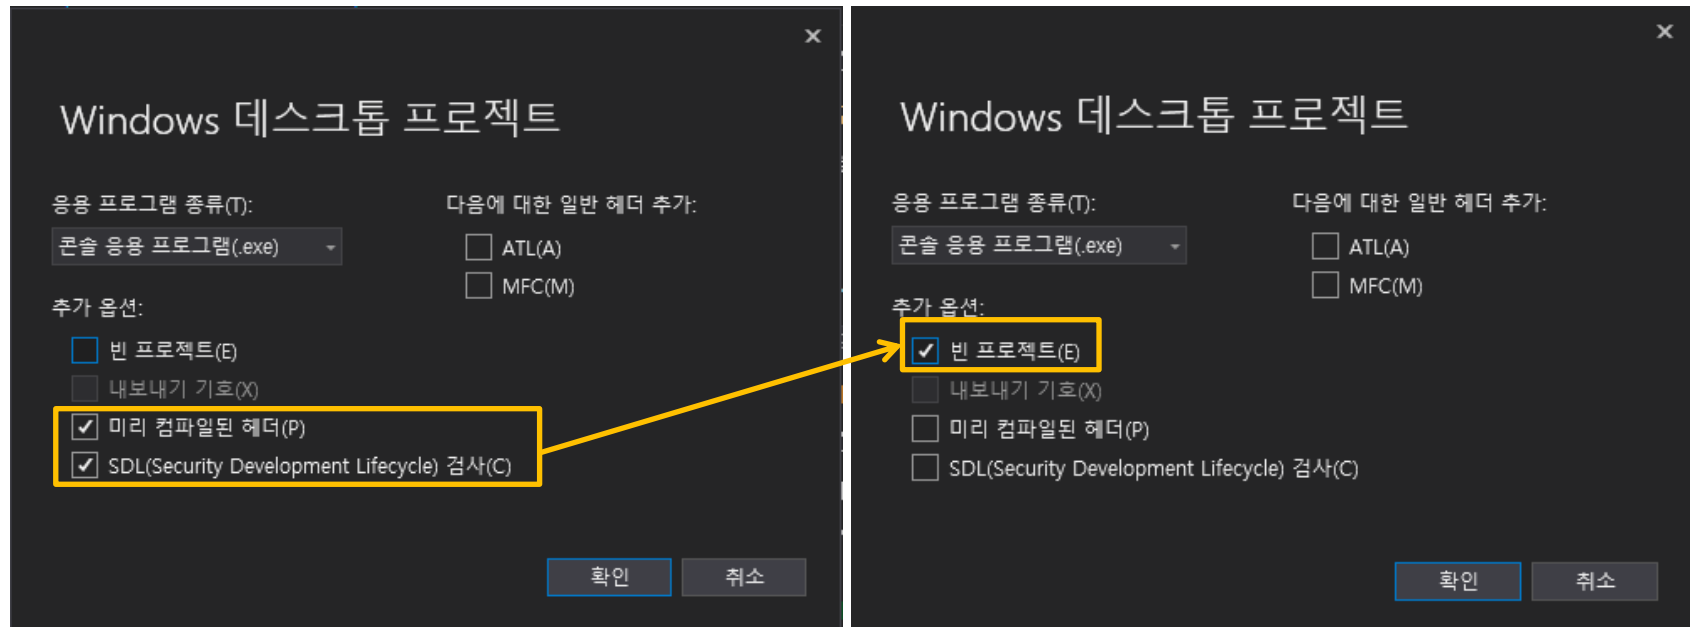 Windows 데스크톱 프로젝트
응용 프로그램 종류(T):
다음에 대한 일반 헤더 추가:
콘솔 응용 프로그램(.exe)
ATL(A)
MFC(M)
추가 옵션:
빈 프로젝트(E)
내보내기 기호(X)
미리 컴파일된 헤더(P)
SDL(Security Development Lifecycle) 검사(C)
확인
취소
Windows 데스크톱 프로젝트
응용 프로그램 종류(T):
다음에 대한 일반 헤더 추가:
콘솔 응용 프로그램(.exe)
ATL(A)
MFC(M)
추가 옵션:
빈 프로젝트(E)
내보내기 기호(X)
미리 컴파일된 헤더(P)
SDL(Security Development Lifecycle) 검사(C)
확인
취소